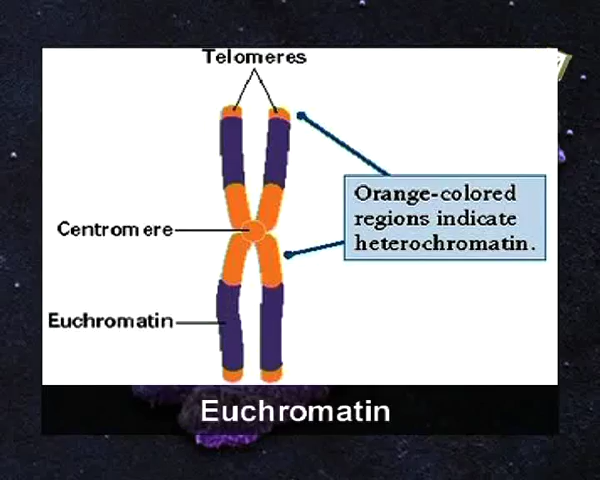 Telomeres
Orange-colored
regions indicate
heterochromatin.
Centromere
Euchromatin
Euchromatin